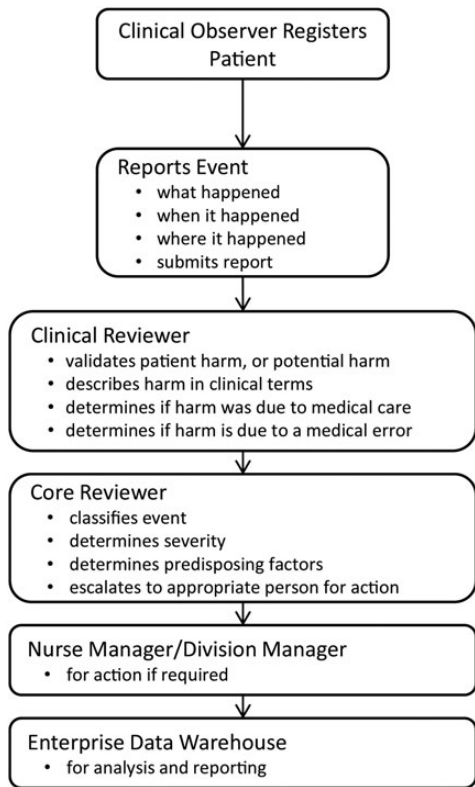 Clinical Observer Registers
Patient
Reports Event
• what happened
• when it happened
• where it happened
• submits report
Clinical Reviewer
• validates patient harm, or potential harm
• describes harm in clinical terms
• determines if harm was due to medical care
• determines if harm is due to a medical error
Core Reviewer
• classifies event
• determines severity
• determines predisposing factors
• escalates to appropriate person for action
Nurse Manager/Division Manager
• for action if required
Enterprise Data Warehouse
• for analysis and reporting